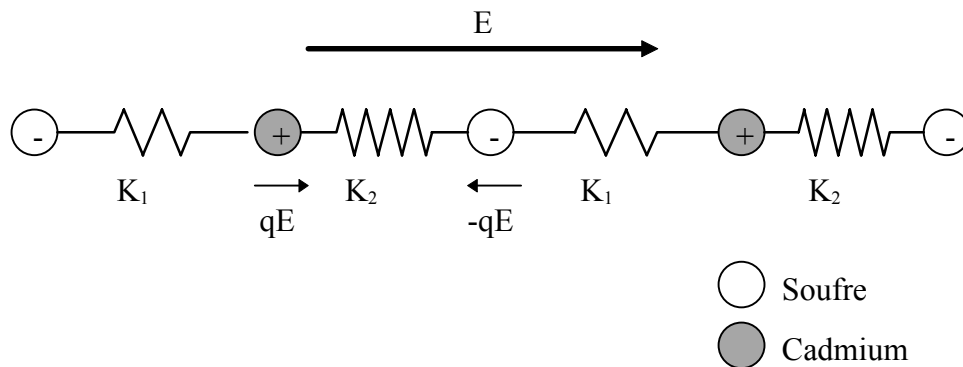 E
- + - + -
K₁ K₂ K₁ K₂
qE -qE
Soufre
Cadmium